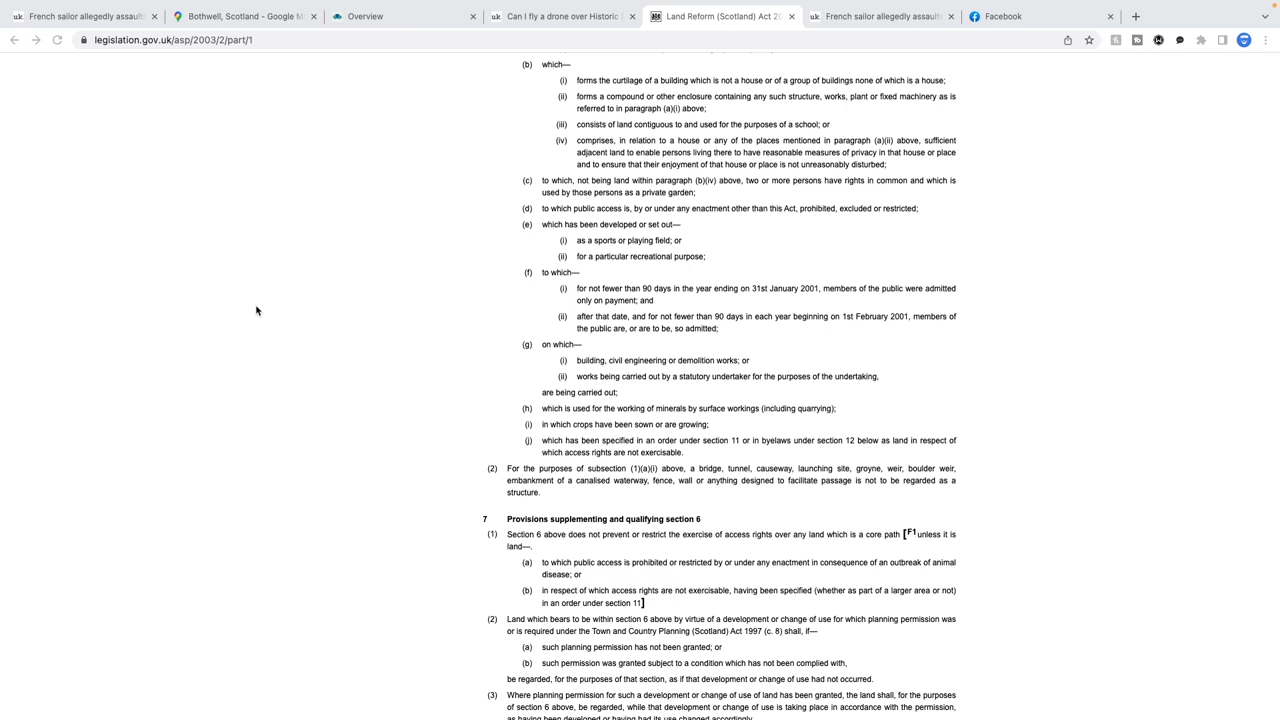 French sailor allegedly assault
Bothwell, Scotland - Google M
Overview
Can I fly a drone over Historic
Land Reform (Scotland) Act 20
French sailor allegedly assault
Facebook
legislation.gov.uk/asp/2003/2/part/1
(b) which—
(i) forms the curtilage of a building which is not a house or of a group of buildings none of which is a house;
(ii) forms a compound or other enclosure containing any such structure, works, plant or fixed machinery as is
referred to in paragraph (a)(i) above;
(iii) consists of land contiguous to and used for the purposes of a school; or
(iv) comprises, in relation to a house or any of the places mentioned in paragraph (a)(ii) above, sufficient
adjacent land to enable persons living there to have reasonable measures of privacy in that house or place
and to ensure that their enjoyment of that house or place is not unreasonably disturbed;
(c) to which, not being land within paragraph (b)(iv) above, two or more persons have rights in common and which is
used by those persons as a private garden;
(d) to which public access is, by or under any enactment other than this Act, prohibited, excluded or restricted;
(e) which has been developed or set out—
(i) as a sports or playing field; or
(ii) for a particular recreational purpose;
(f) to which—
(i) for not fewer than 90 days in the year ending on 31st January 2001, members of the public were admitted
only on payment; and
(ii) after that date, and for not fewer than 90 days in each year beginning on 1st February 2001, members of
the public are, or are to be, so admitted;
(g) on which—
(i) building, civil engineering or demolition works; or
(ii) works being carried out by a statutory undertaker for the purposes of the undertaking,
are being carried out;
(h) which is used for the working of minerals by surface workings (including quarrying);
(i) in which crops have been sown or are growing;
(j) which has been specified in an order under section 11 or in byelaws under section 12 below as land in respect of
which access rights are not exercisable.
(2) For the purposes of subsection (1)(a)(i) above, a bridge, tunnel, causeway, launching site, groyne, weir, boulder weir,
embankment of a canalised waterway, fence, wall or anything designed to facilitate passage is not to be regarded as a
structure.
7 Provisions supplementing and qualifying section 6
(1) Section 6 above does not prevent or restrict the exercise of access rights over any land which is a core path [F1 unless it is
land—.
(a) to which public access is prohibited or restricted by or under any enactment in consequence of an outbreak of animal
disease; or
(b) in respect of which access rights are not exercisable, having been specified (whether as part of a larger area or not)
in an order under section 11]
(2) Land which bears to be within section 6 above by virtue of a development or change of use for which planning permission was
or is required under the Town and Country Planning (Scotland) Act 1997 (c. 8) shall, if—
(a) such planning permission has not been granted; or
(b) such permission was granted subject to a condition which has not been complied with,
be regarded, for the purposes of that section, as if that development or change of use had not occurred.
(3) Where planning permission for such a development or change of use of land has been granted, the land shall, for the purposes
of section 6 above, be regarded, while that development or change of use is taking place in accordance with the permission,
as having been developed or having had its use changed accordingly.